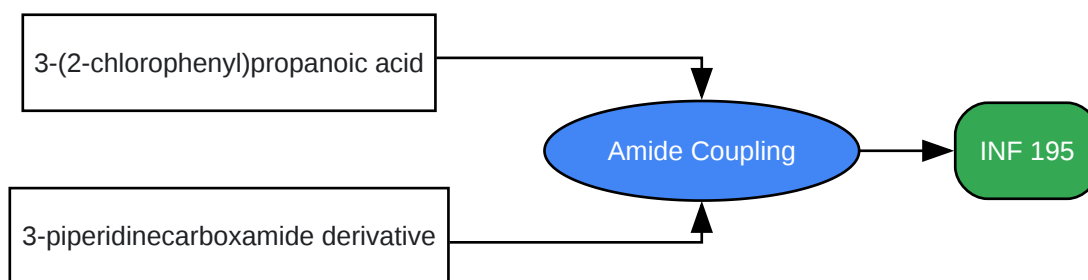 3-(2-chlorophenyl)propanoic acid
Amide Coupling
INF 195
3-piperidinecarboxamide derivative